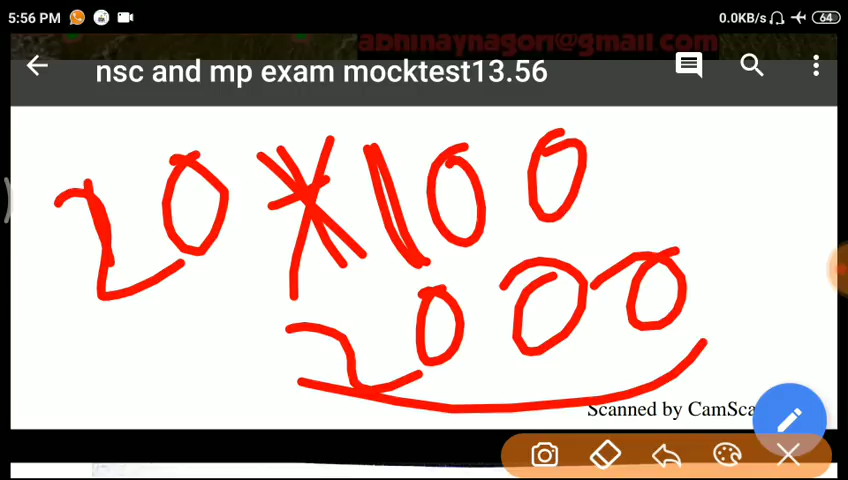 5:56 PM
0.0KB/s 64
abhinaynagori@gmail.com
nsc and mp exam mocktest13.56
20*100
2000
Scanned by CamSca